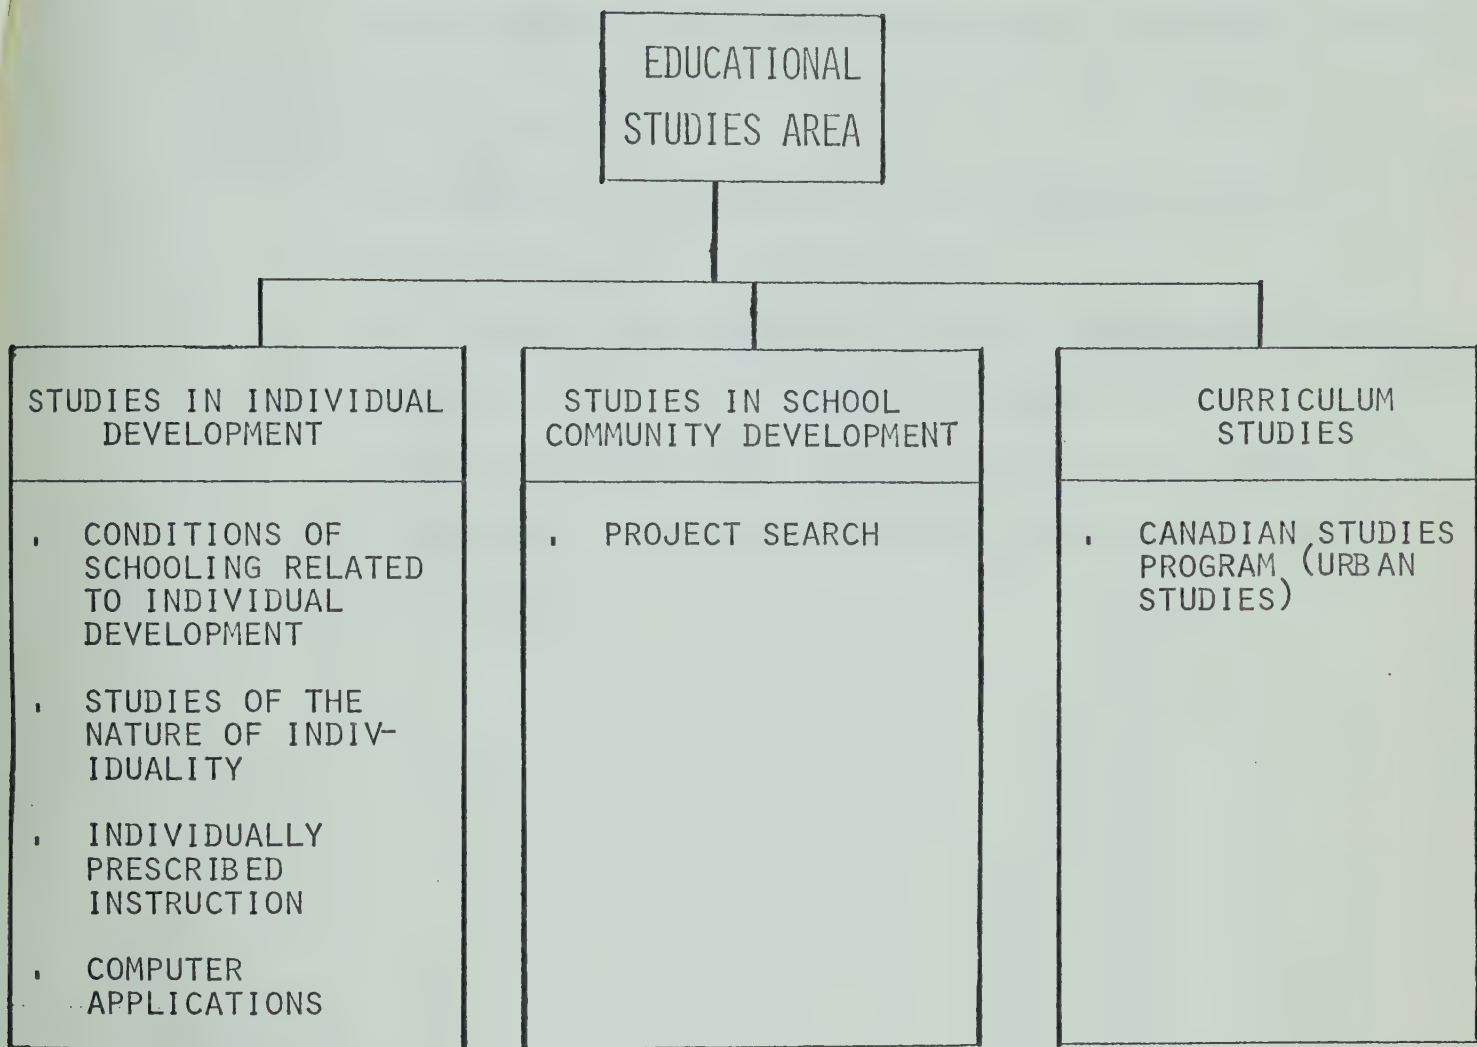 EDUCATIONAL
STUDIES AREA
STUDIES IN INDIVIDUAL
DEVELOPMENT
. CONDITIONS OF
SCHOOLING RELATED
TO INDIVIDUAL
DEVELOPMENT
. STUDIES OF THE
NATURE OF INDIV-
IDUALITY
. INDIVIDUALLY
PRESCRIBED
INSTRUCTION
. COMPUTER
APPLICATIONS
STUDIES IN SCHOOL
COMMUNITY DEVELOPMENT
. PROJECT SEARCH
CURRICULUM
STUDIES
. CANADIAN STUDIES
PROGRAM (URBAN
STUDIES)